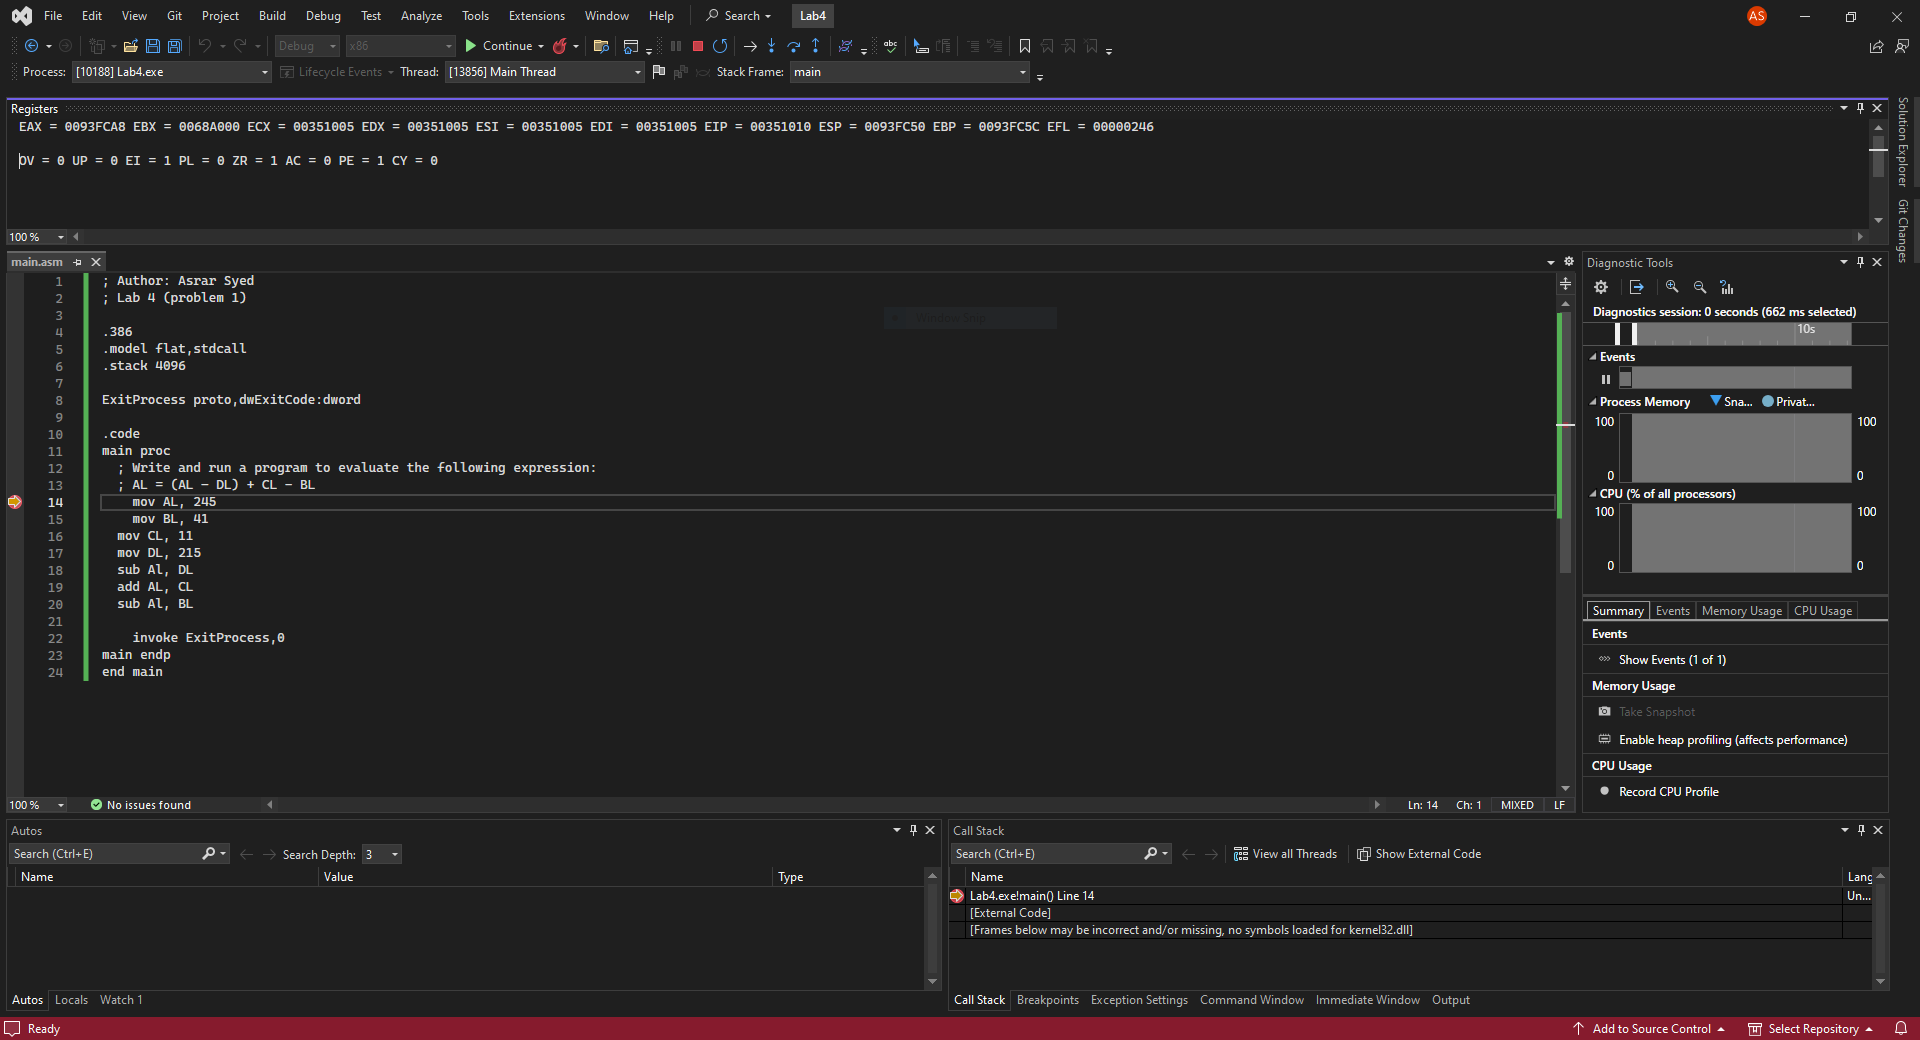 File Edit View Git Project Build Debug Test Analyze Tools Extensions Window Help Search Lab4 AS
Debug x86 Continue
Process: [10188] Lab4.exe Lifecycle Events Thread: [13856] Main Thread Stack Frame: main
Registers
EAX = 0093FCA8 EBX = 0068A000 ECX = 00351005 EDX = 00351005 ESI = 00351005 EDI = 00351005 EIP = 00351010 ESP = 0093FC50 EBP = 0093FC5C EFL = 00000246
OV = 0 UP = 0 EI = 1 PL = 0 ZR = 1 AC = 0 PE = 1 CY = 0
100 %
Solution Explorer
Git Changes
main.asm
1 ; Author: Asrar Syed
2 ; Lab 4 (problem 1)
3
4 .386
5 .model flat,stdcall
6 .stack 4096
7
8 ExitProcess proto,dwExitCode:dword
9
10 .code
11 main proc
12 ; Write and run a program to evaluate the following expression:
13 ; AL = (AL - DL) + CL - BL
14 mov AL, 245
15 mov BL, 41
16 mov CL, 11
17 mov DL, 215
18 sub Al, DL
19 add AL, CL
20 sub Al, BL
21
22 invoke ExitProcess,0
23 main endp
24 end main
Window Snip
100 % No issues found Ln: 14 Ch: 1 MIXED LF
Diagnostic Tools
Diagnostics session: 0 seconds (662 ms selected)
10s
Events
Process Memory Sna... Privat...
100 100
0 0
CPU (% of all processors)
100 100
0 0
Summary Events Memory Usage CPU Usage
Events
Show Events (1 of 1)
Memory Usage
Take Snapshot
Enable heap profiling (affects performance)
CPU Usage
Record CPU Profile
Autos
Search (Ctrl+E) Search Depth: 3
Name Value Type
Autos Locals Watch 1
Call Stack
Search (Ctrl+E) View all Threads Show External Code
Name Lang
Lab4.exe!main() Line 14 Un...
[External Code]
[Frames below may be incorrect and/or missing, no symbols loaded for kernel32.dll]
Call Stack Breakpoints Exception Settings Command Window Immediate Window Output
Ready Add to Source Control Select Repository